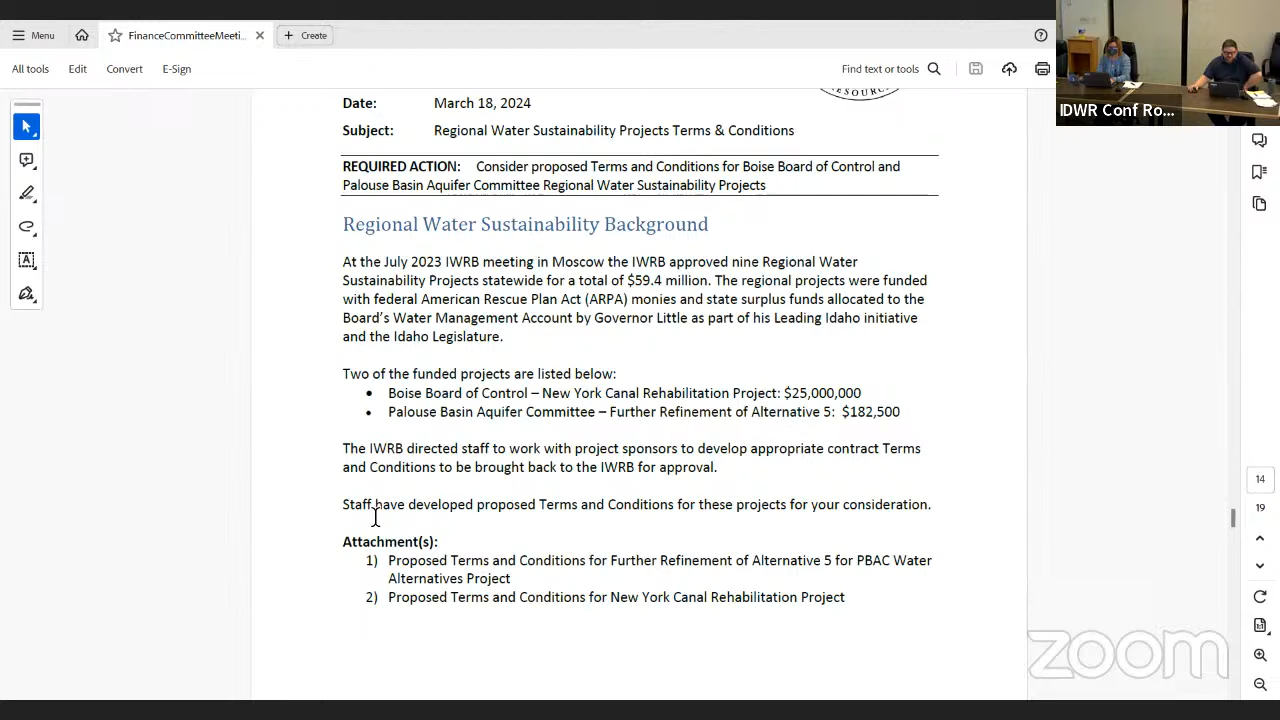 Menu
FinanceCommitteeMeeti...
Create
All tools
Edit
Convert
E-Sign
Find text or tools
IDWR Conf Ro...
RESOURC
Date: March 18, 2024
Subject: Regional Water Sustainability Projects Terms & Conditions
REQUIRED ACTION: Consider proposed Terms and Conditions for Boise Board of Control and
Palouse Basin Aquifer Committee Regional Water Sustainability Projects
Regional Water Sustainability Background
At the July 2023 IWRB meeting in Moscow the IWRB approved nine Regional Water
Sustainability Projects statewide for a total of $59.4 million. The regional projects were funded
with federal American Rescue Plan Act (ARPA) monies and state surplus funds allocated to the
Board’s Water Management Account by Governor Little as part of his Leading Idaho initiative
and the Idaho Legislature.
Two of the funded projects are listed below:
• Boise Board of Control – New York Canal Rehabilitation Project: $25,000,000
• Palouse Basin Aquifer Committee – Further Refinement of Alternative 5: $182,500
The IWRB directed staff to work with project sponsors to develop appropriate contract Terms
and Conditions to be brought back to the IWRB for approval.
Staff have developed proposed Terms and Conditions for these projects for your consideration.
Attachment(s):
1) Proposed Terms and Conditions for Further Refinement of Alternative 5 for PBAC Water
Alternatives Project
2) Proposed Terms and Conditions for New York Canal Rehabilitation Project
14
19
zoom